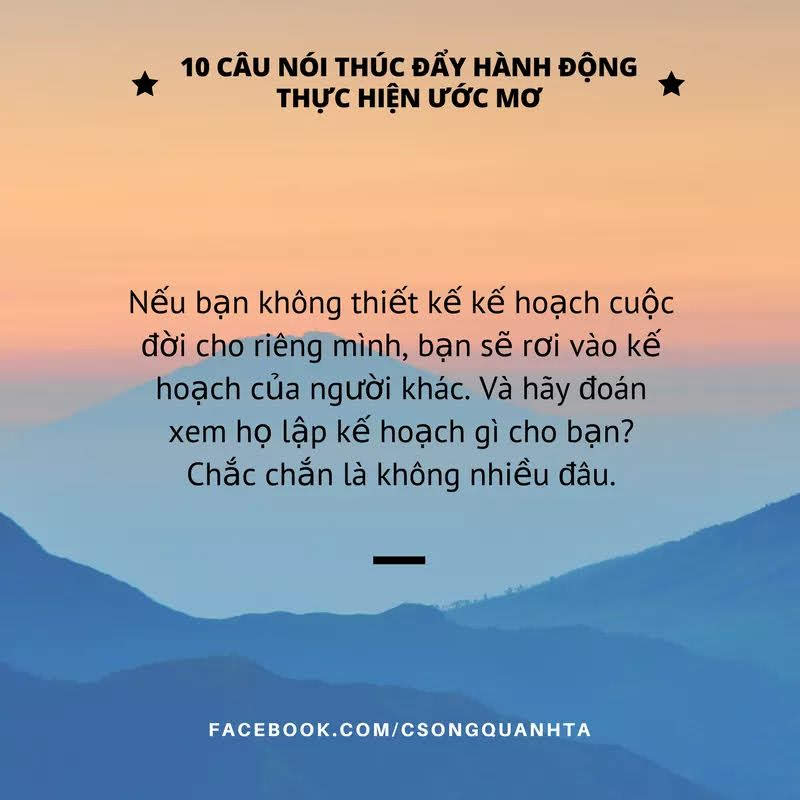 10 CÂU NÓI THÚC ĐẨY HÀNH ĐỘNG
THỰC HIỆN ƯỚC MƠ
Nếu bạn không thiết kế kế hoạch cuộc
đời cho riêng mình, bạn sẽ rơi vào kế
hoạch của người khác. Và hãy đoán
xem họ lập kế hoạch gì cho bạn?
Chắc chắn là không nhiều đâu.
FACEBOOK.COM/CSONGQUANHTA